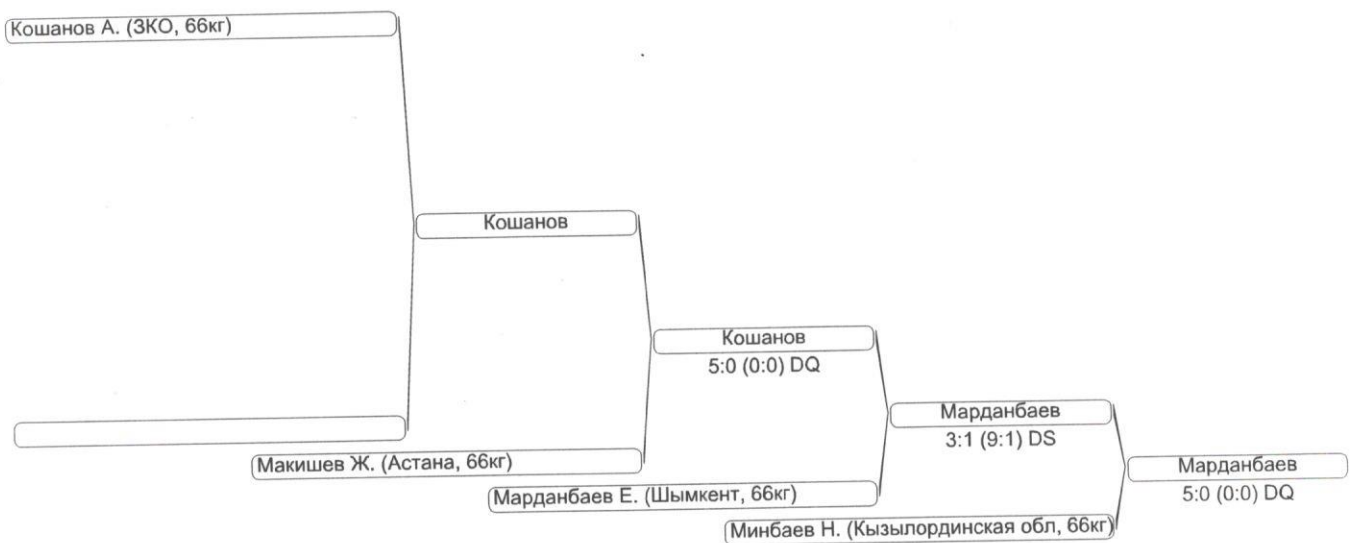 Кошанов А. (ЗКО, 66кг)
Кошанов
Кошанов
5:0 (0:0) DQ
Марданбаев
3:1 (9:1) DS
Макишев Ж. (Астана, 66кг)
Марданбаев
5:0 (0:0) DQ
Марданбаев Е. (Шымкент, 66кг)
Минбаев Н. (Кызылординская обл, 66кг)